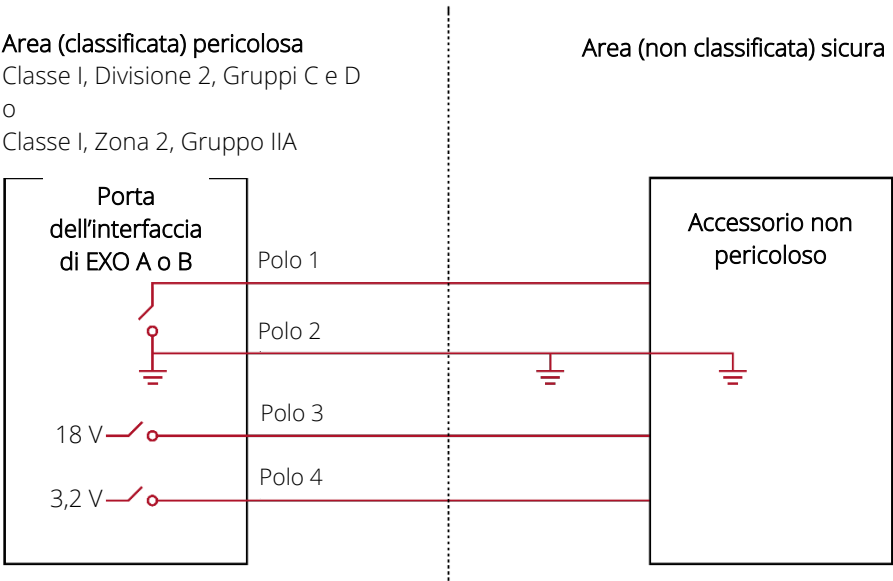 Area (classificata) pericolosa
Classe I, Divisione 2, Gruppi C e D
o
Classe I, Zona 2, Gruppo IIA
Area (non classificata) sicura
Porta
dell’interfaccia
di EXO A o B
Polo 1
Polo 2
Polo 3
18 V
Polo 4
3,2 V
Accessorio non
pericoloso